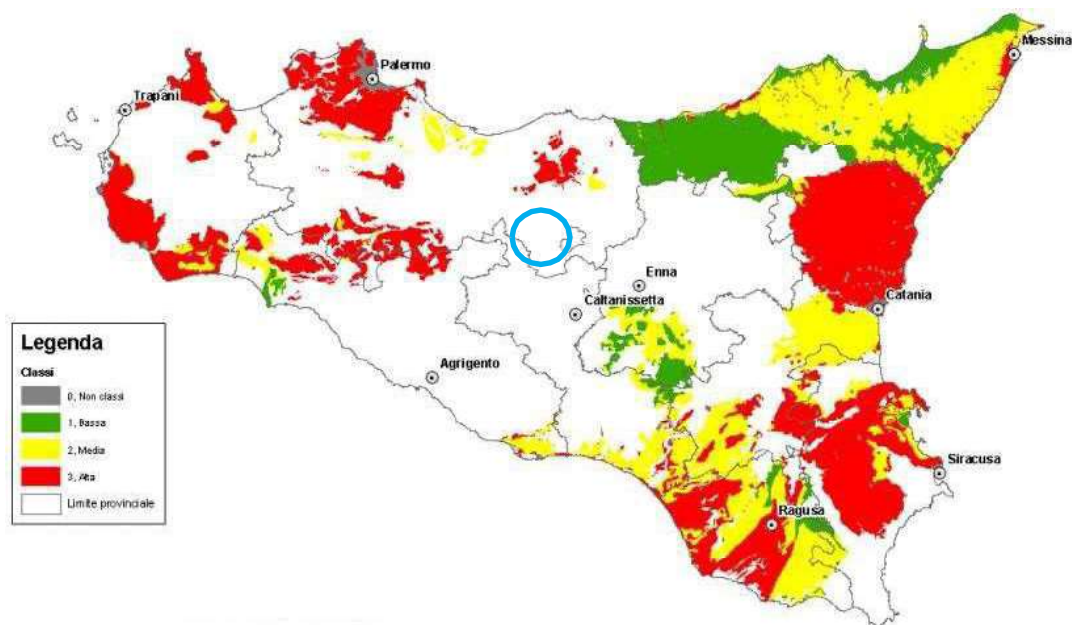 Messina
Palermo
Trapani
Enna
Catania
Caltanissetta
Legenda
Classi
Agrigento
0, Non classi
1, Bassa
2, Media
3, Alta
Limite provinciale
Siracusa
Ragusa